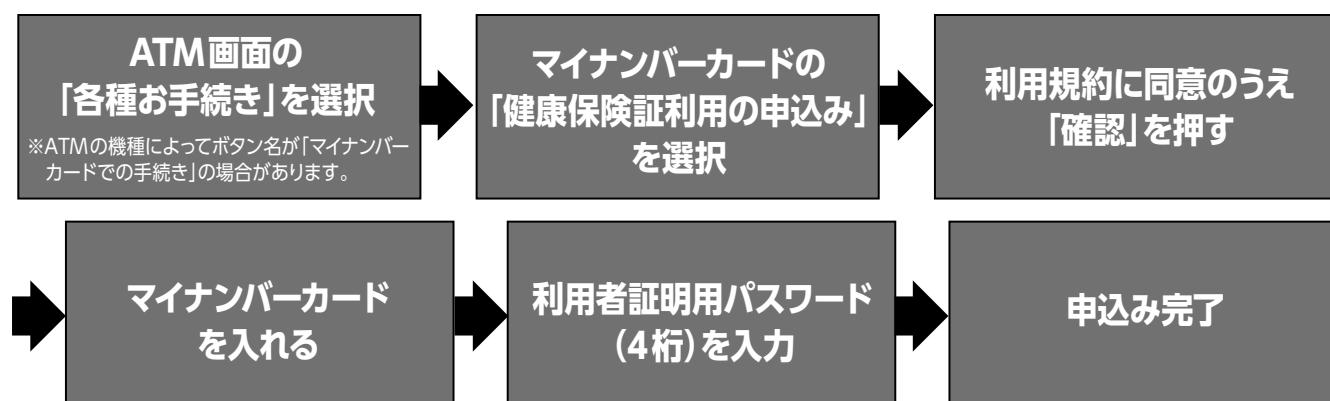 ATM画面の
「各種お手続き」を選択
※ATMの機種によってボタン名が「マイナンバー
カードでの手続き」の場合があります。
マイナンバーカードの
「健康保険証利用の申込み」
を選択
利用規約に同意のうえ
「確認」を押す
マイナンバーカード
を入れる
利用者証明用パスワード
(4桁)を入力
申込み完了